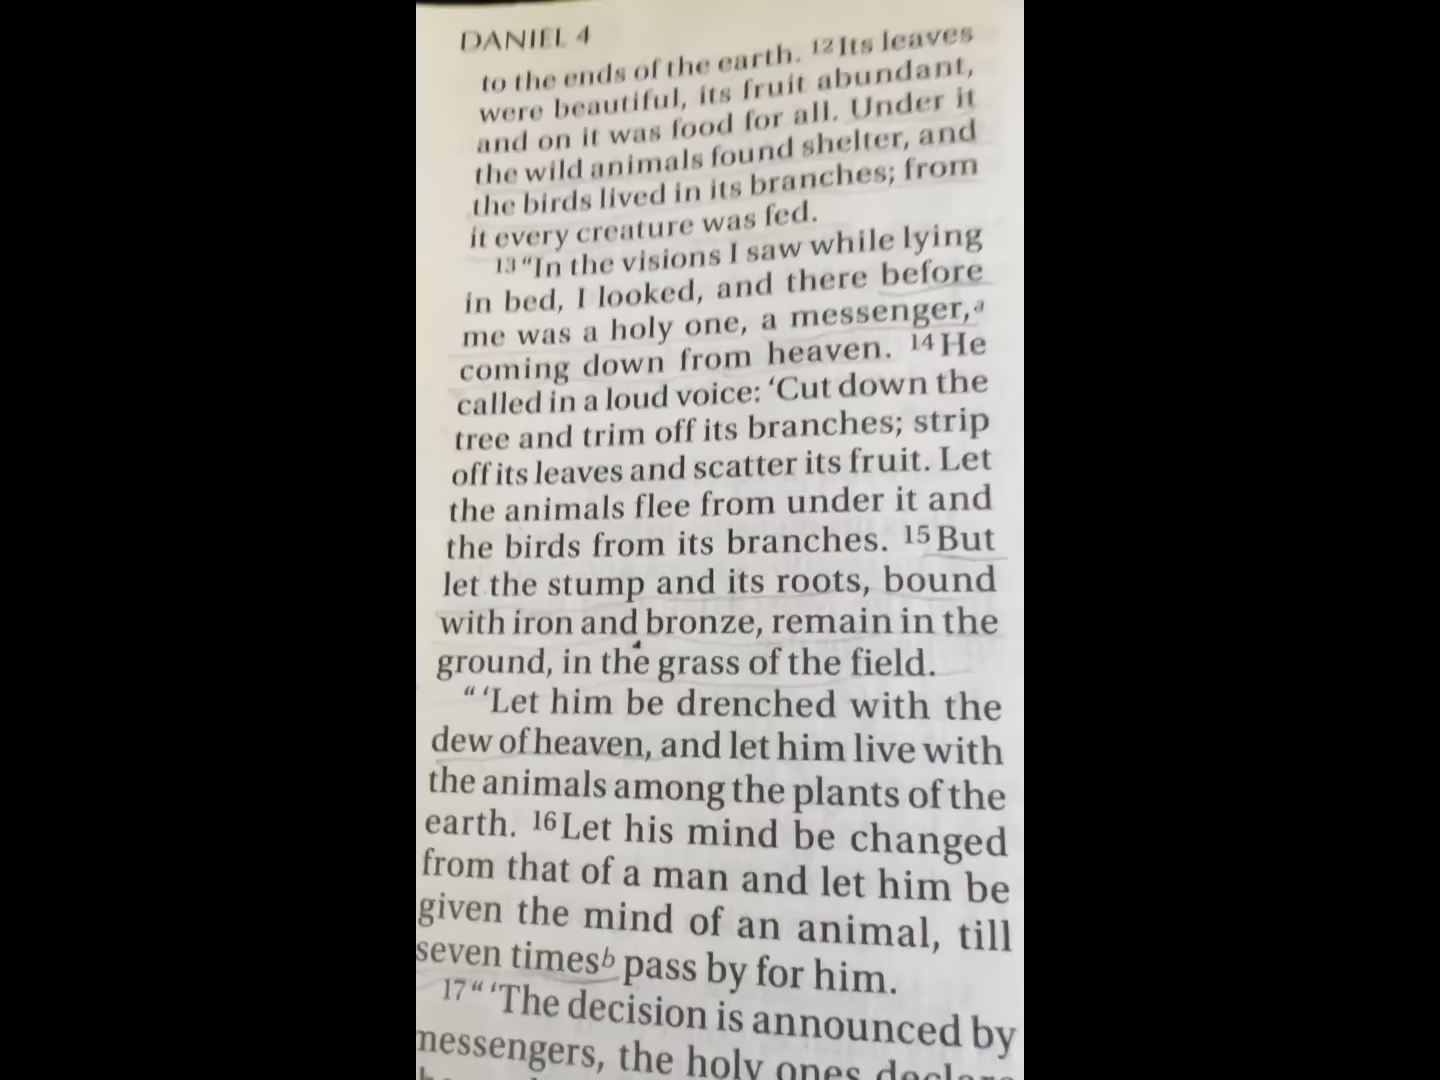 DANIEL 4
to the ends of the earth. 12 Its leaves
were beautiful, its fruit abundant,
and on it was food for all. Under it
the wild animals found shelter, and
the birds lived in its branches; from
it every creature was fed.
13 “In the visions I saw while lying
in bed, I looked, and there before
me was a holy one, a messenger,a
coming down from heaven. 14 He
called in a loud voice: ‘Cut down the
tree and trim off its branches; strip
off its leaves and scatter its fruit. Let
the animals flee from under it and
the birds from its branches. 15 But
let the stump and its roots, bound
with iron and bronze, remain in the
ground, in the grass of the field.
“ ‘Let him be drenched with the
dew of heaven, and let him live with
the animals among the plants of the
earth. 16 Let his mind be changed
from that of a man and let him be
given the mind of an animal, till
seven timesb pass by for him.
17 “ ‘The decision is announced by
messengers, the holy ones declare